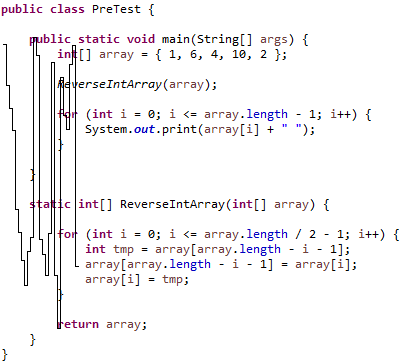 public class PreTest {
public static void main(String[] args) {
int[] array = { 1, 6, 4, 10, 2 };
ReverseIntArray(array);
for (int i = 0; i <= array.length - 1; i++) {
System.out.print(array[i] + " ");
}
}
static int[] ReverseIntArray(int[] array) {
for (int i = 0; i <= array.length / 2 - 1; i++) {
int tmp = array[array.length - i - 1];
array[array.length - i - 1] = array[i];
array[i] = tmp;
}
return array;
}
}